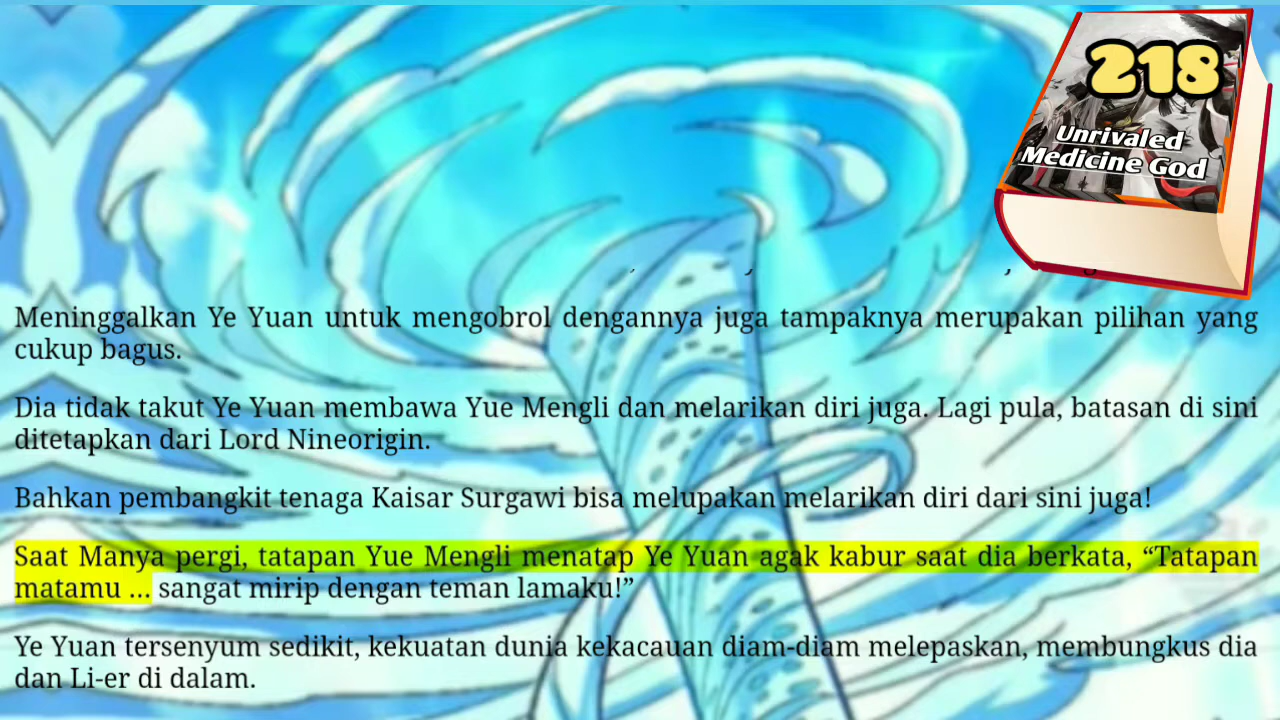 218
Unrivaled
Medicine God
Meninggalkan Ye Yuan untuk mengobrol dengannya juga tampaknya merupakan pilihan yang
cukup bagus.
Dia tidak takut Ye Yuan membawa Yue Mengli dan melarikan diri juga. Lagi pula, batasan di sini
ditetapkan dari Lord Nineorigin.
Bahkan pembangkit tenaga Kaisar Surgawi bisa melupakan melarikan diri dari sini juga!
Saat Manya pergi, tatapan Yue Mengli menatap Ye Yuan agak kabur saat dia berkata, “Tatapan
matamu ... sangat mirip dengan teman lamaku!”
Ye Yuan tersenyum sedikit, kekuatan dunia kekacauan diam-diam melepaskan, membungkus dia
dan Li-er di dalam.